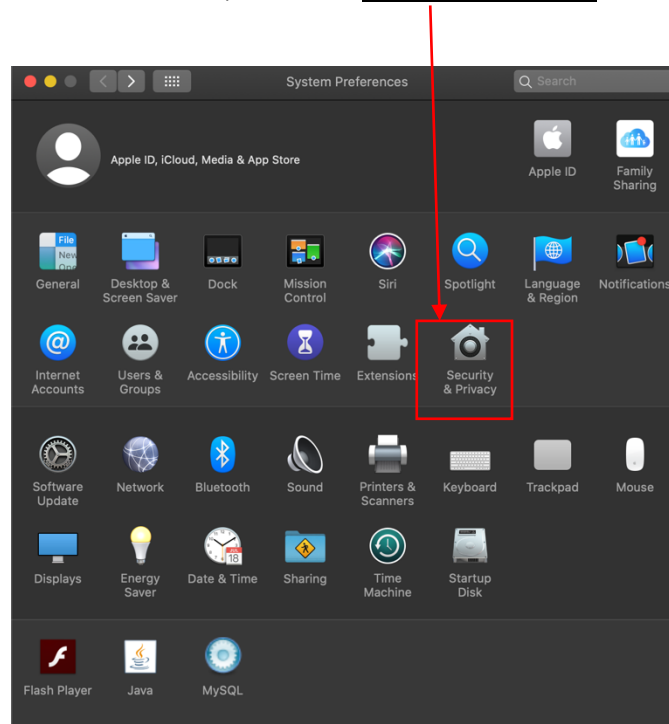 System Preferences
Search
Apple ID, iCloud, Media & App Store
Apple ID
Family
Sharing
File
New
General
Desktop &
Screen Saver
Dock
Mission
Control
Siri
Spotlight
Language
& Region
Notifications
Internet
Accounts
Users &
Groups
Accessibility
Screen Time
Extensions
Security
& Privacy
Software
Update
Network
Bluetooth
Sound
Printers &
Scanners
Keyboard
Trackpad
Mouse
Displays
Energy
Saver
JUL
18
Date & Time
Sharing
Time
Machine
Startup
Disk
Flash Player
Java
MySQL